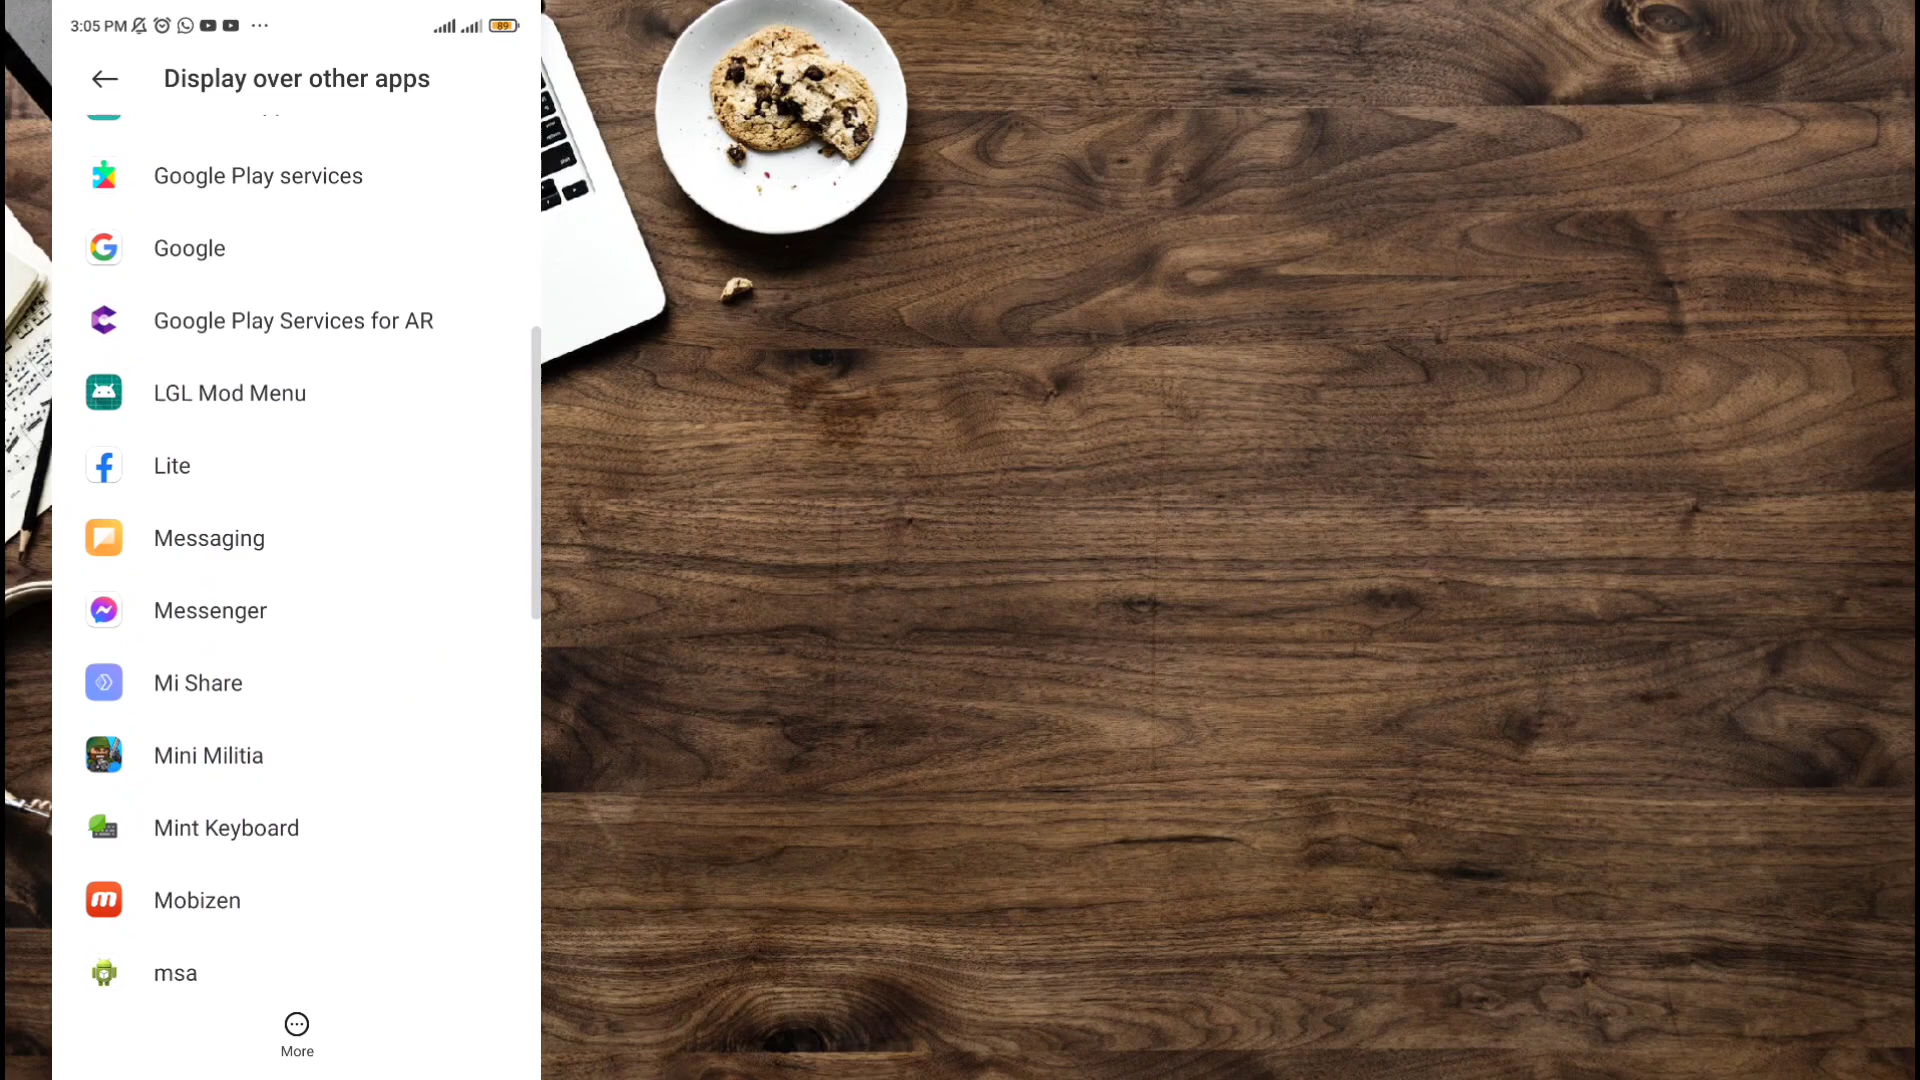 3:05 PM
89
Display over other apps
Google Play services
Google
Google Play Services for AR
LGL Mod Menu
Lite
Messaging
Messenger
Mi Share
Mini Militia
Mint Keyboard
Mobizen
msa
More